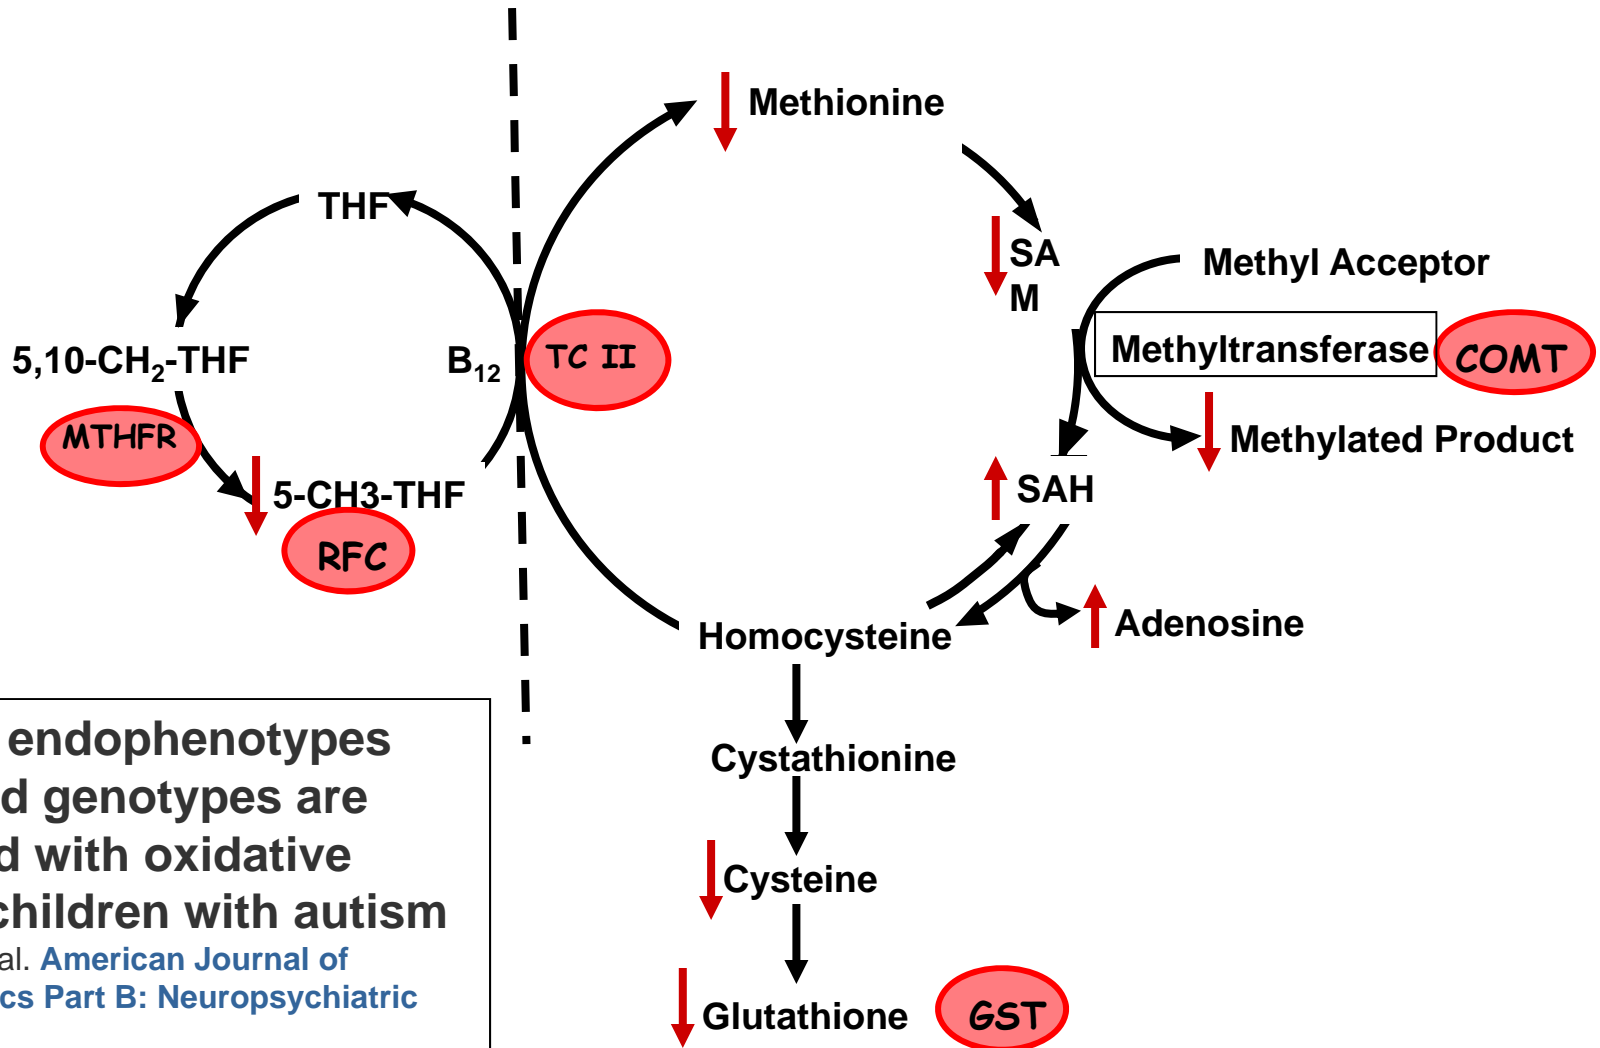 Methionine
THF
SA
M
Methyl Acceptor
5,10-CH₂-THF
B₁₂
TC II
Methyltransferase
COMT
MTHFR
Methylated Product
5-CH3-THF
SAH
RFC
Homocysteine
Adenosine
Cystathionine
Cysteine
Glutathione
GST
endophenotypes
d genotypes are
d with oxidative
children with autism
al. American Journal of
cs Part B: Neuropsychiatric